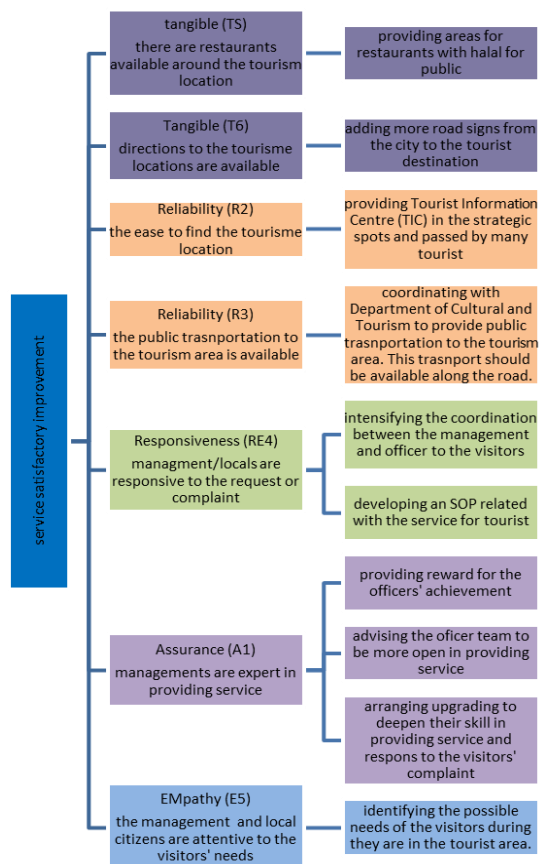 service satisfactory improvement
tangible (TS)
there are restaurants
available around the tourism
location
providing areas for
restaurants with halal for
public
Tangible (T6)
directions to the tourisme
locations are available
adding more road signs from
the city to the tourist
destination
Reliability (R2)
the ease to find the tourisme
location
providing Tourist Information
Centre (TIC) in the strategic
spots and passed by many
tourist
Reliability (R3)
the public trasnportation to
the tourism area is available
coordinating with
Department of Cultural and
Tourism to provide public
trasnportation to the tourism
area. This trasnport should
be available along the road.
Responsiveness (RE4)
managment/locals are
responsive to the request or
complaint
intensifying the coordination
between the management
and officer to the visitors
developing an SOP related
with the service for tourist
Assurance (A1)
managements are expert in
providing service
providing reward for the
officers' achievement
advising the oficer team to
be more open in providing
service
arranging upgrading to
deepen their skill in
providing service and
respons to the visitors'
complaint
EMpathy (E5)
the management and local
citizens are attentive to the
visitors' needs
identifying the possible
needs of the visitors during
they are in the tourist area.